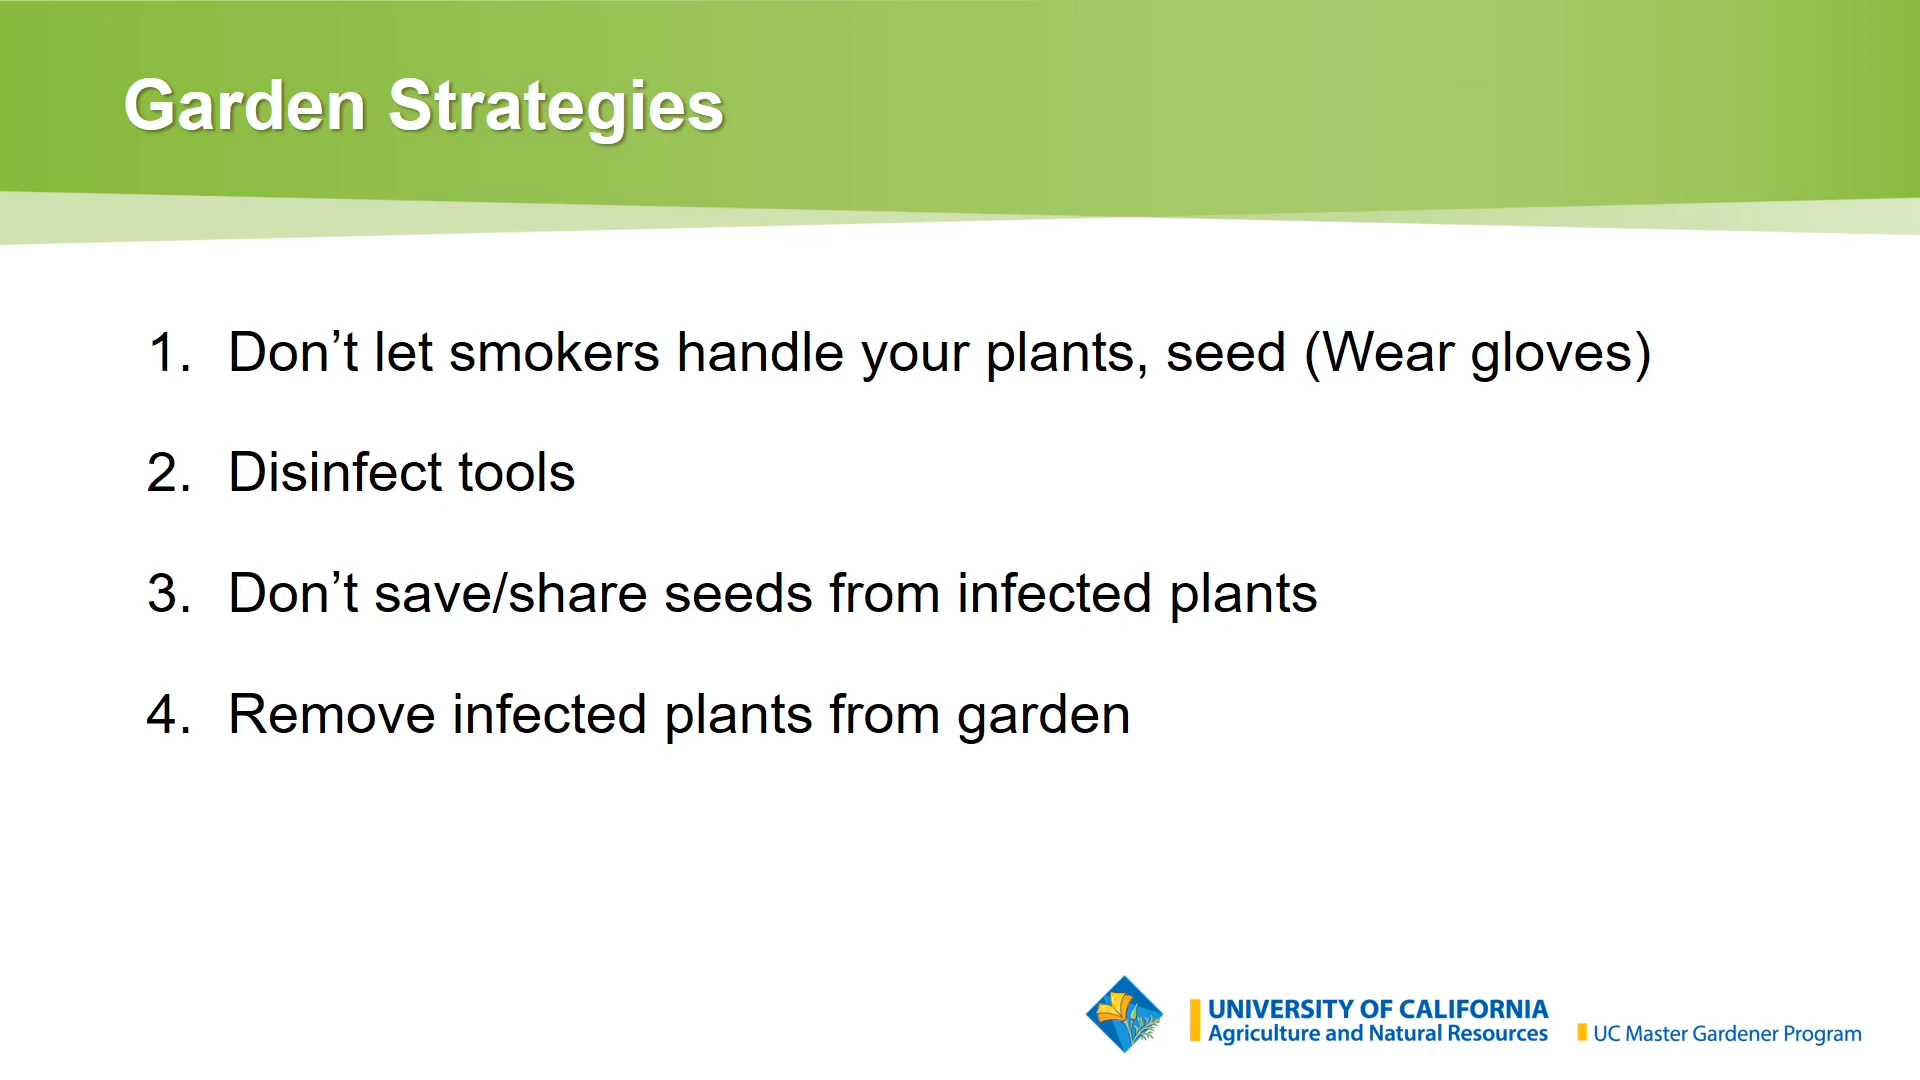 Garden Strategies
1. Don’t let smokers handle your plants, seed (Wear gloves)
2. Disinfect tools
3. Don’t save/share seeds from infected plants
4. Remove infected plants from garden
UNIVERSITY OF CALIFORNIA
Agriculture and Natural Resources
UC Master Gardener Program